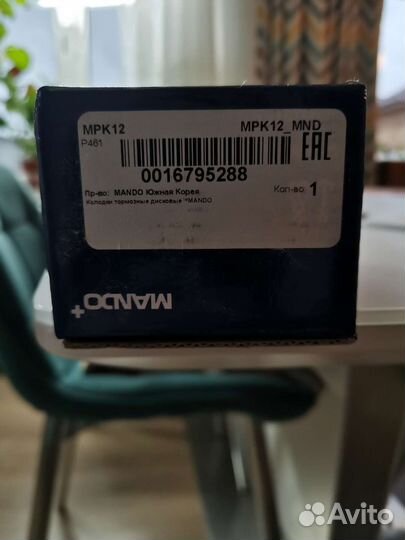 MPK12 MPK12_MND
P461
EAC
0016795288
Пр-во: MANDO Южная Корея Кол-во 1
Колодки тормозные дисковые *MANDO
MANDO+
Avito